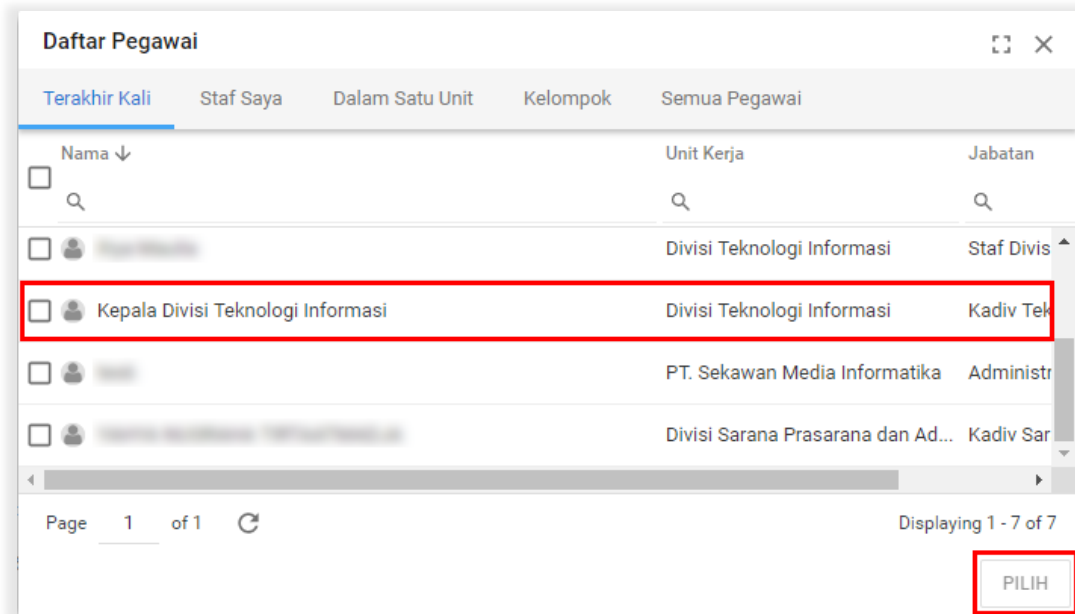 Daftar Pegawai
Terakhir Kali Staf Saya Dalam Satu Unit Kelompok Semua Pegawai
Nama Unit Kerja Jabatan
Divisi Teknologi Informasi Staf Divis
Kepala Divisi Teknologi Informasi Divisi Teknologi Informasi Kadiv Tek
PT. Sekawan Media Informatika Administr
Divisi Sarana Prasarana dan Ad... Kadiv Sar
Page 1 of 1 Displaying 1 - 7 of 7
PILIH